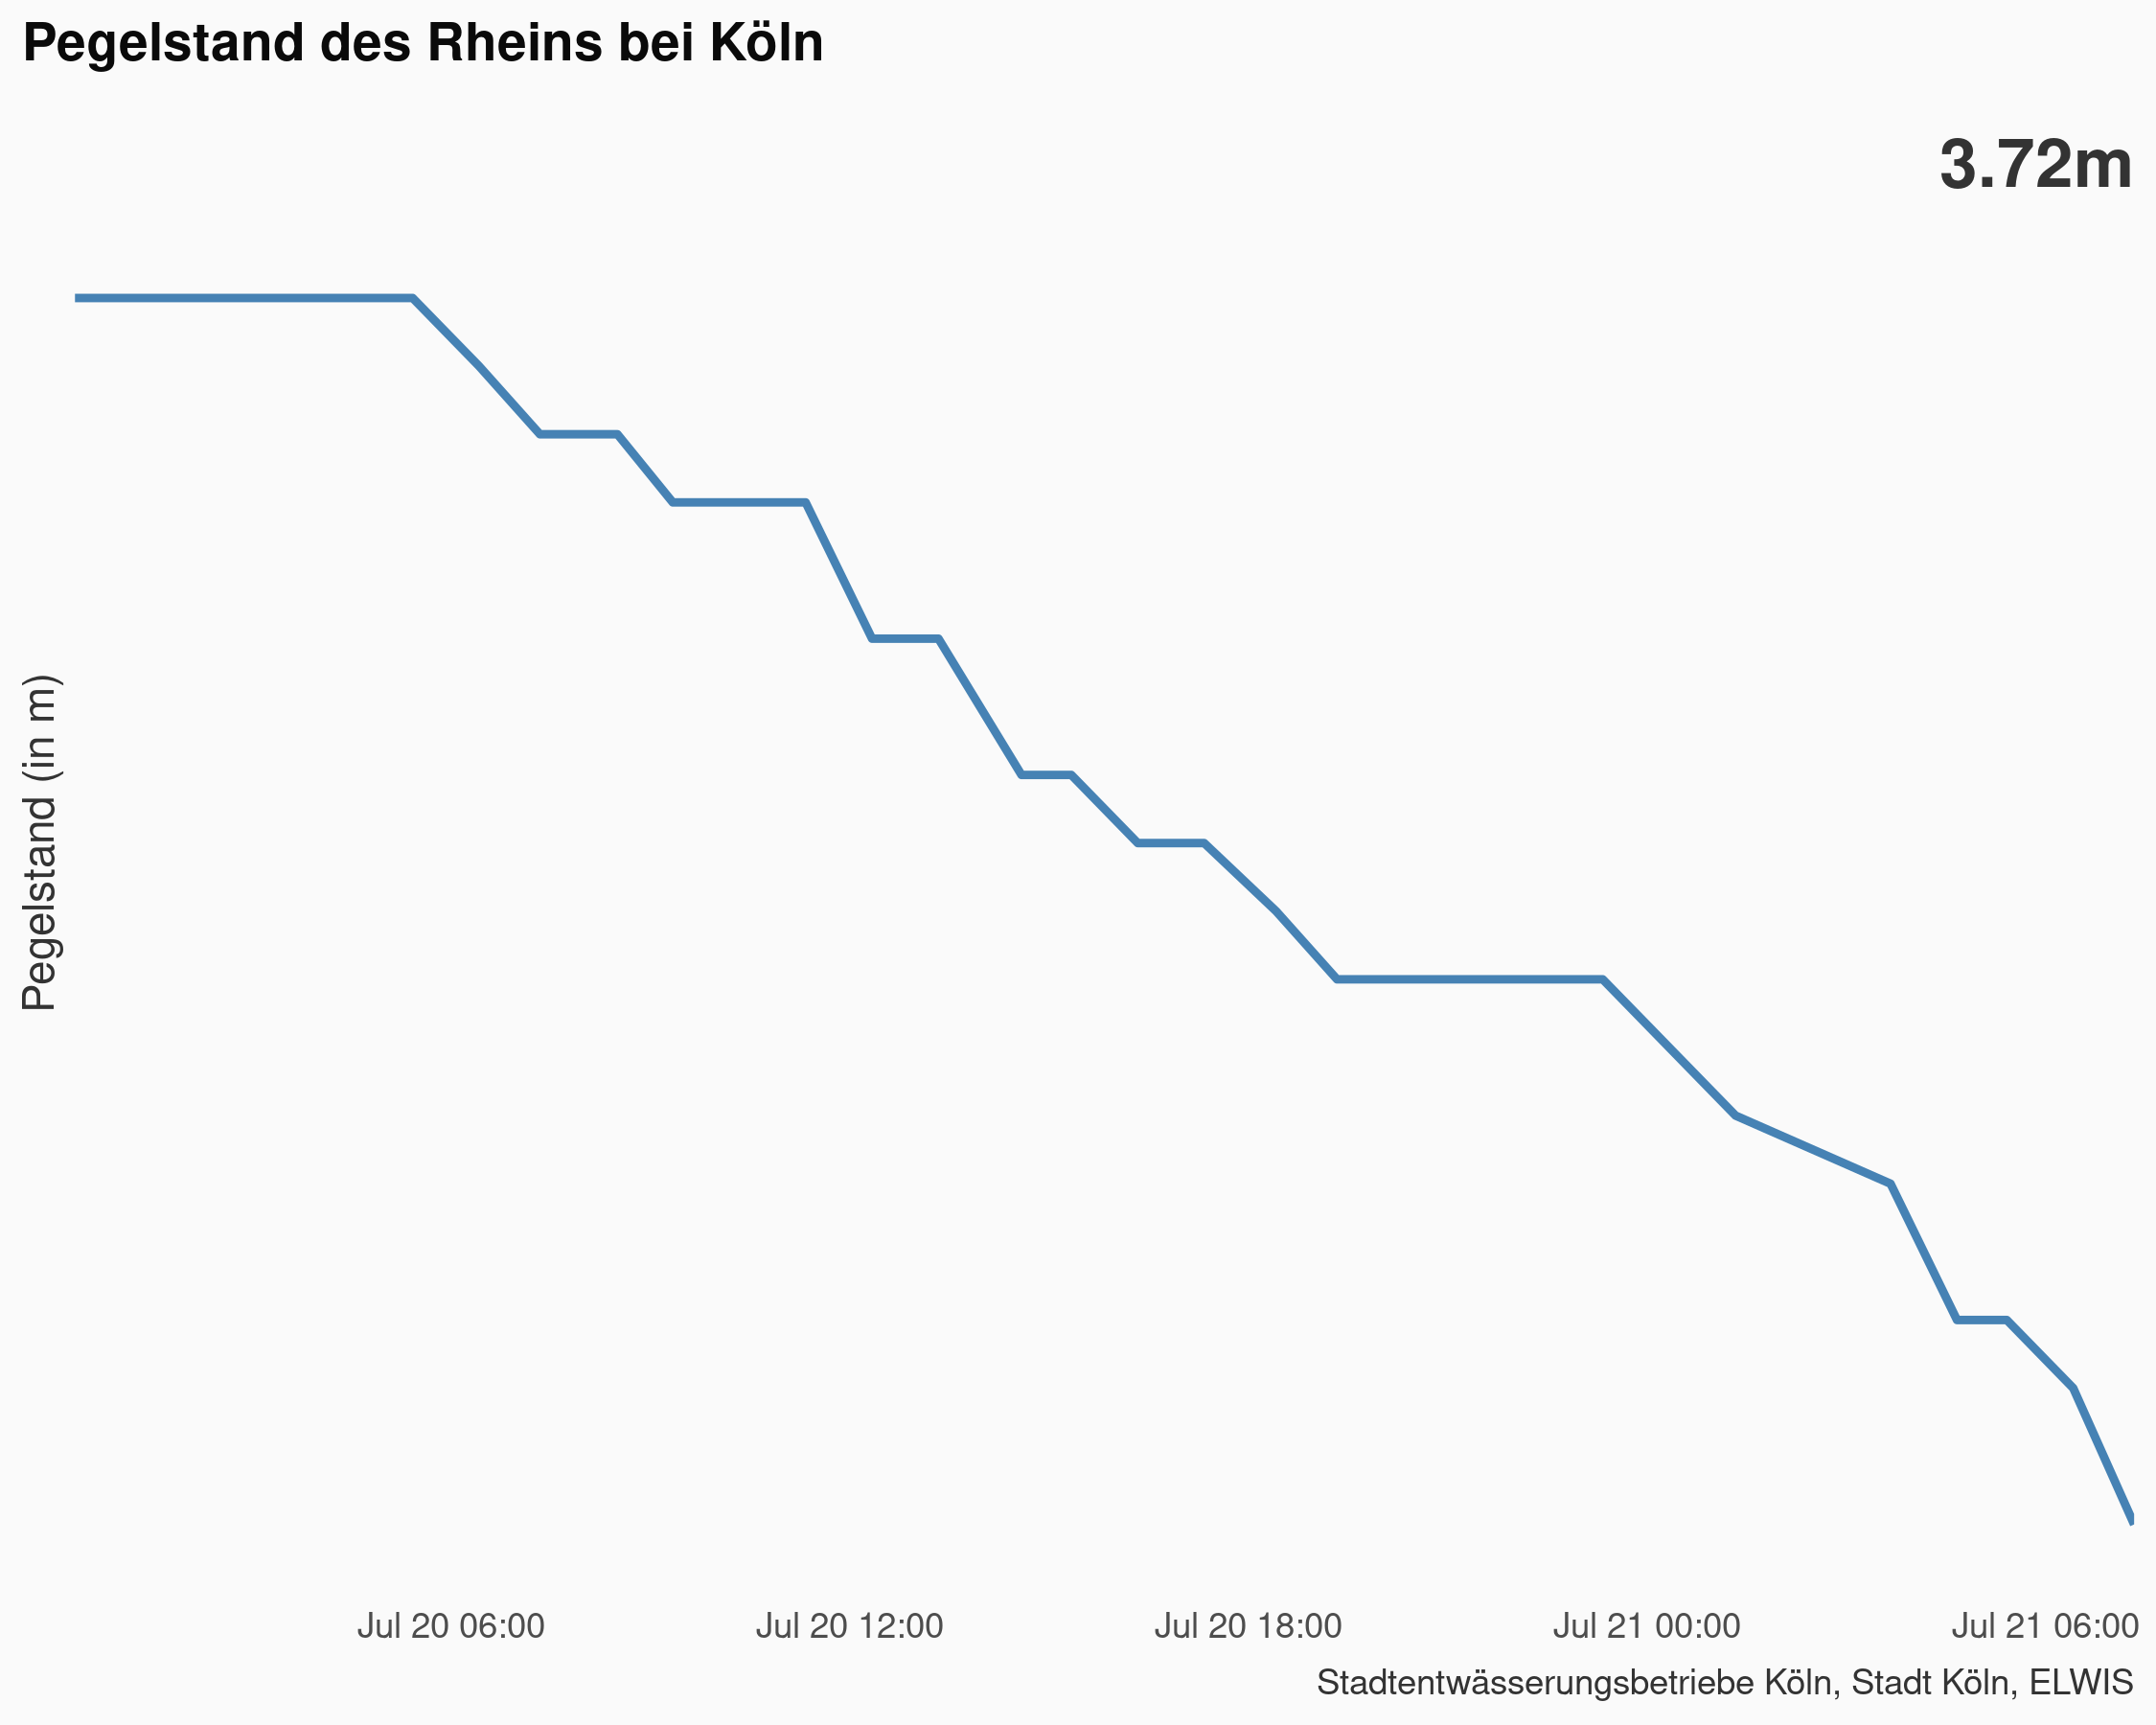 Pegelstand des Rheins bei Köln
3.72m
Pegelstand (in m)
Jul 20 06:00 Jul 20 12:00 Jul 20 18:00 Jul 21 00:00 Jul 21 06:00
Stadtentwässerungsbetriebe Köln, Stadt Köln, ELWIS